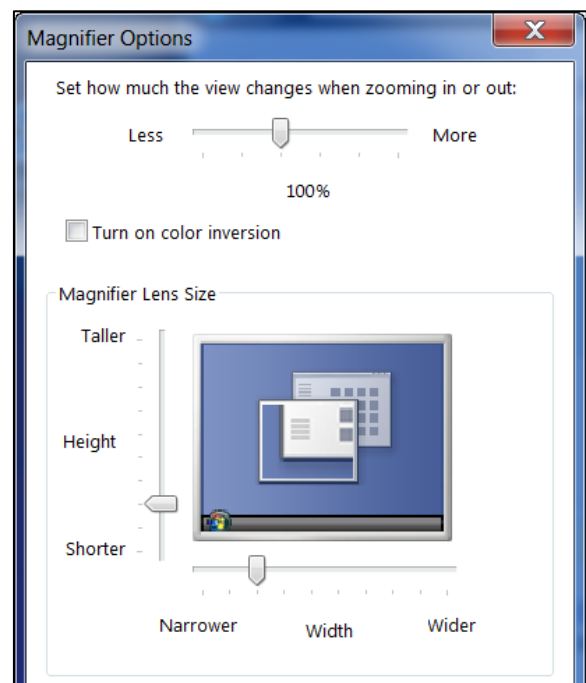 Magnifier Options
Set how much the view changes when zooming in or out:
Less More
100%
Turn on color inversion
Magnifier Lens Size
Taller
Height
Shorter
Narrower Width Wider